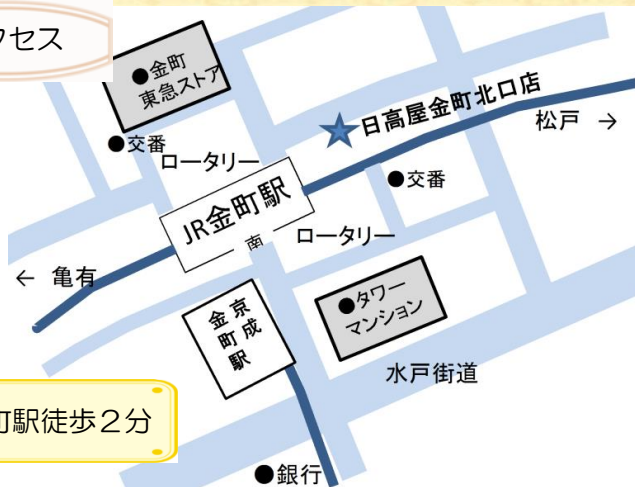 クセス
●金町
東急ストア
●交番
ロータリー
★日高屋金町北口店
松戸 →
JR金町駅
南
●交番
ロータリー
← 亀有
京成
金町駅
●タワー
マンション
水戸街道
町駅徒歩２分
●銀行